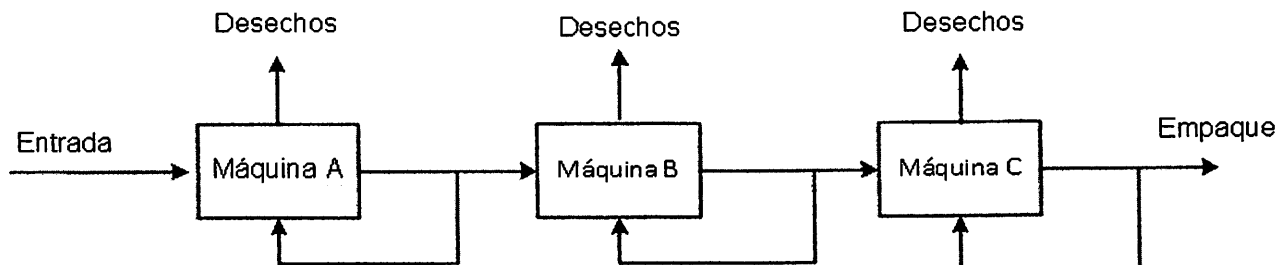 Desechos
Desechos
Desechos
Entrada
Máquina A
Máquina B
Máquina C
Empaque